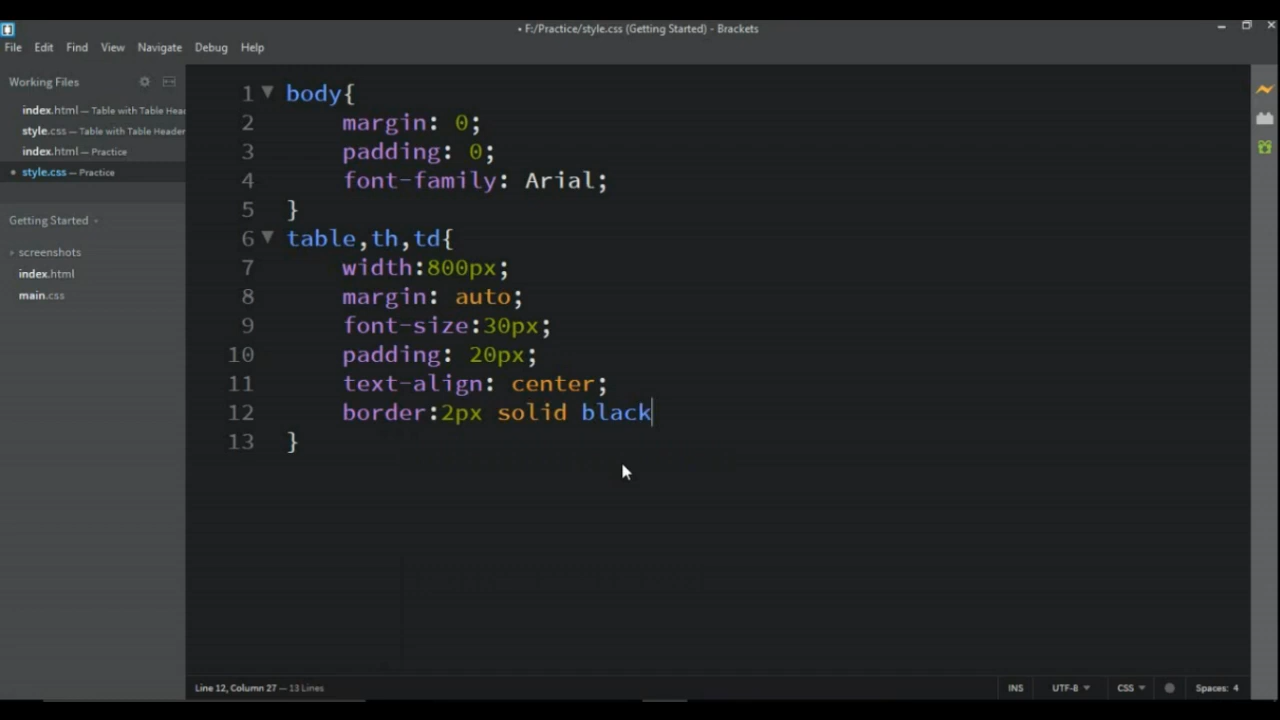 • F:/Practice/style.css (Getting Started) - Brackets
File Edit Find View Navigate Debug Help
Working Files
index.html — Table with Table Hea
style.css — Table with Table Header
index.html — Practice
• style.css — Practice
Getting Started
screenshots
index.html
main.css
1 body{
2 margin: 0;
3 padding: 0;
4 font-family: Arial;
5 }
6 table,th,td{
7 width:800px;
8 margin: auto;
9 font-size:30px;
10 padding: 20px;
11 text-align: center;
12 border:2px solid black
13 }
Line 12, Column 27 — 13 Lines
INS UTF-8 CSS Spaces: 4